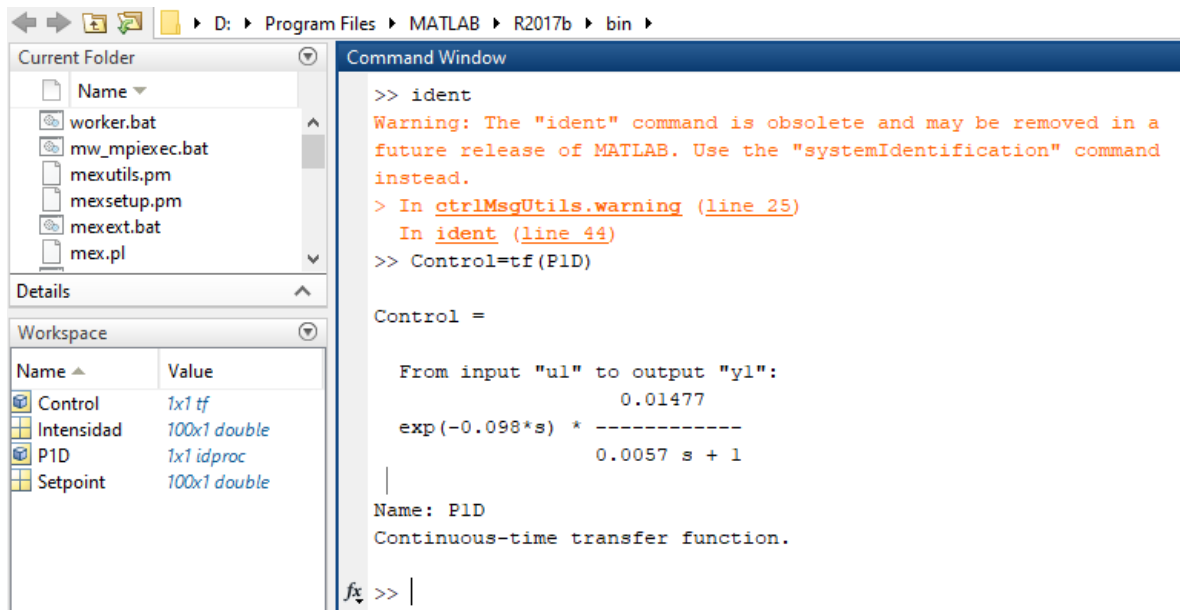 D: Program Files MATLAB R2017b bin
Current Folder
Name
worker.bat
mw_mpiexec.bat
mexutils.pm
mexsetup.pm
mexext.bat
mex.pl
Details
Workspace
Name Value
Control 1x1 tf
Intensidad 100x1 double
P1D 1x1 idproc
Setpoint 100x1 double
Command Window
>> ident
Warning: The "ident" command is obsolete and may be removed in a
future release of MATLAB. Use the "systemIdentification" command
instead.
> In ctrlMsgUtils.warning (line 25)
In ident (line 44)
>> Control=tf(P1D)
Control =
From input "u1" to output "y1":
0.01477
exp(-0.098*s) * ------------
0.0057 s + 1
Name: P1D
Continuous-time transfer function.
fx >>